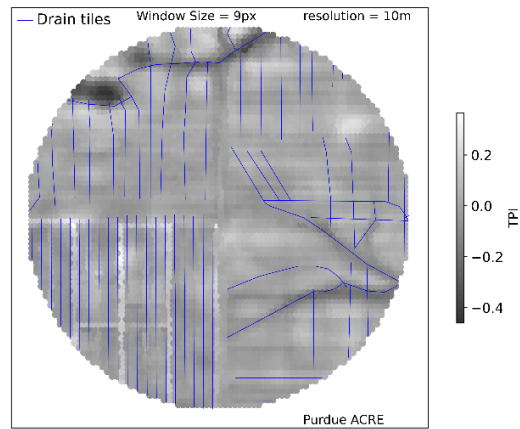 Drain tiles
Window Size = 9px
resolution = 10m
0.2
0.0
−0.2
−0.4
TPI
Purdue ACRE